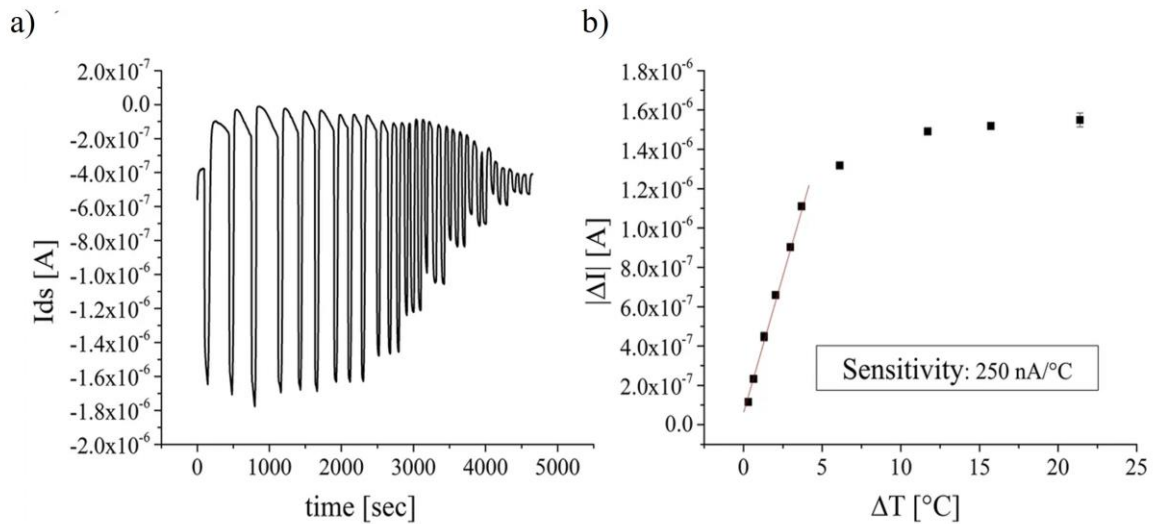 a)
2.0x10⁻⁷
0.0
-2.0x10⁻⁷
-4.0x10⁻⁷
-6.0x10⁻⁷
-8.0x10⁻⁷
-1.0x10⁻⁶
-1.2x10⁻⁶
-1.4x10⁻⁶
-1.6x10⁻⁶
-1.8x10⁻⁶
-2.0x10⁻⁶
Ids [A]
0 1000 2000 3000 4000 5000
time [sec]
b)
1.8x10⁻⁶
1.6x10⁻⁶
1.4x10⁻⁶
1.2x10⁻⁶
1.0x10⁻⁶
8.0x10⁻⁷
6.0x10⁻⁷
4.0x10⁻⁷
2.0x10⁻⁷
0.0
|ΔI| [A]
Sensitivity: 250 nA/°C
0 5 10 15 20 25
ΔT [°C]